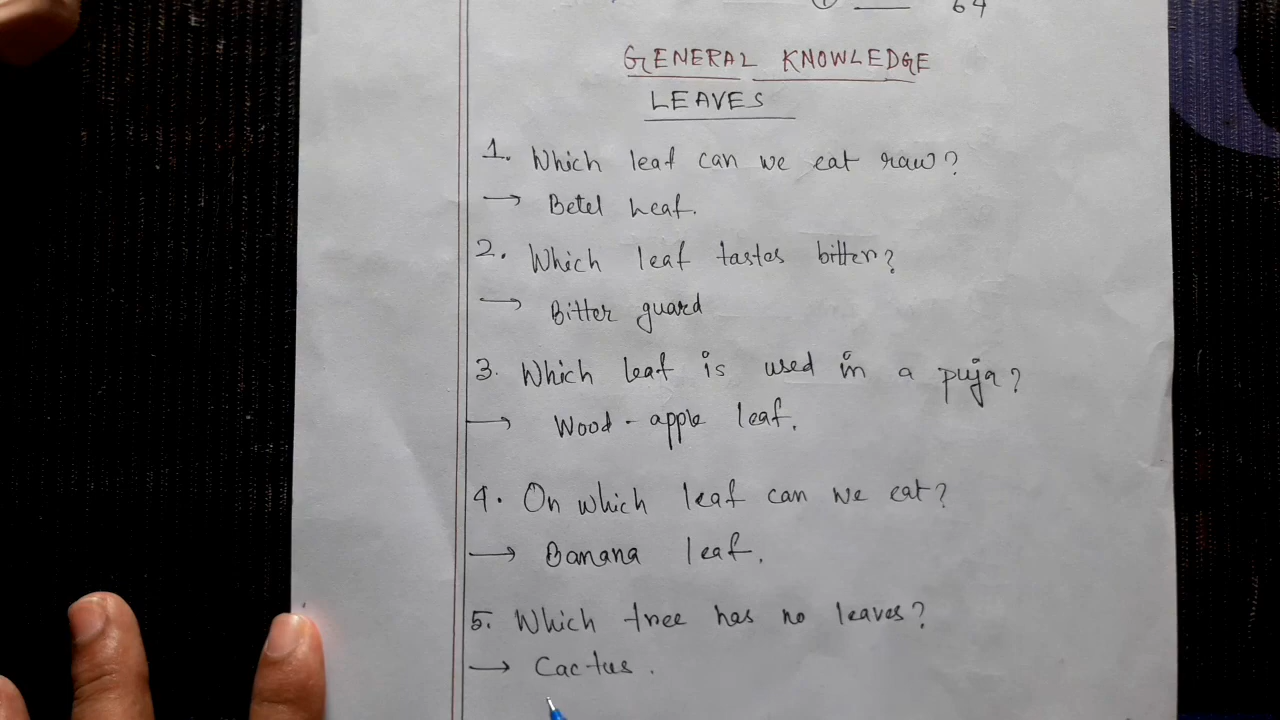 ① —— 64
GENERAL KNOWLEDGE
LEAVES
1. Which leaf can we eat raw?
→ Betel heaf.
2. Which leaf tastes bitter?
→ Bitter guard
3. Which leaf is used in a puja?
→ Wood - apple leaf.
4. On which leaf can we eat?
→ Banana leaf.
5. Which tree has no leaves?
→ Cactus.